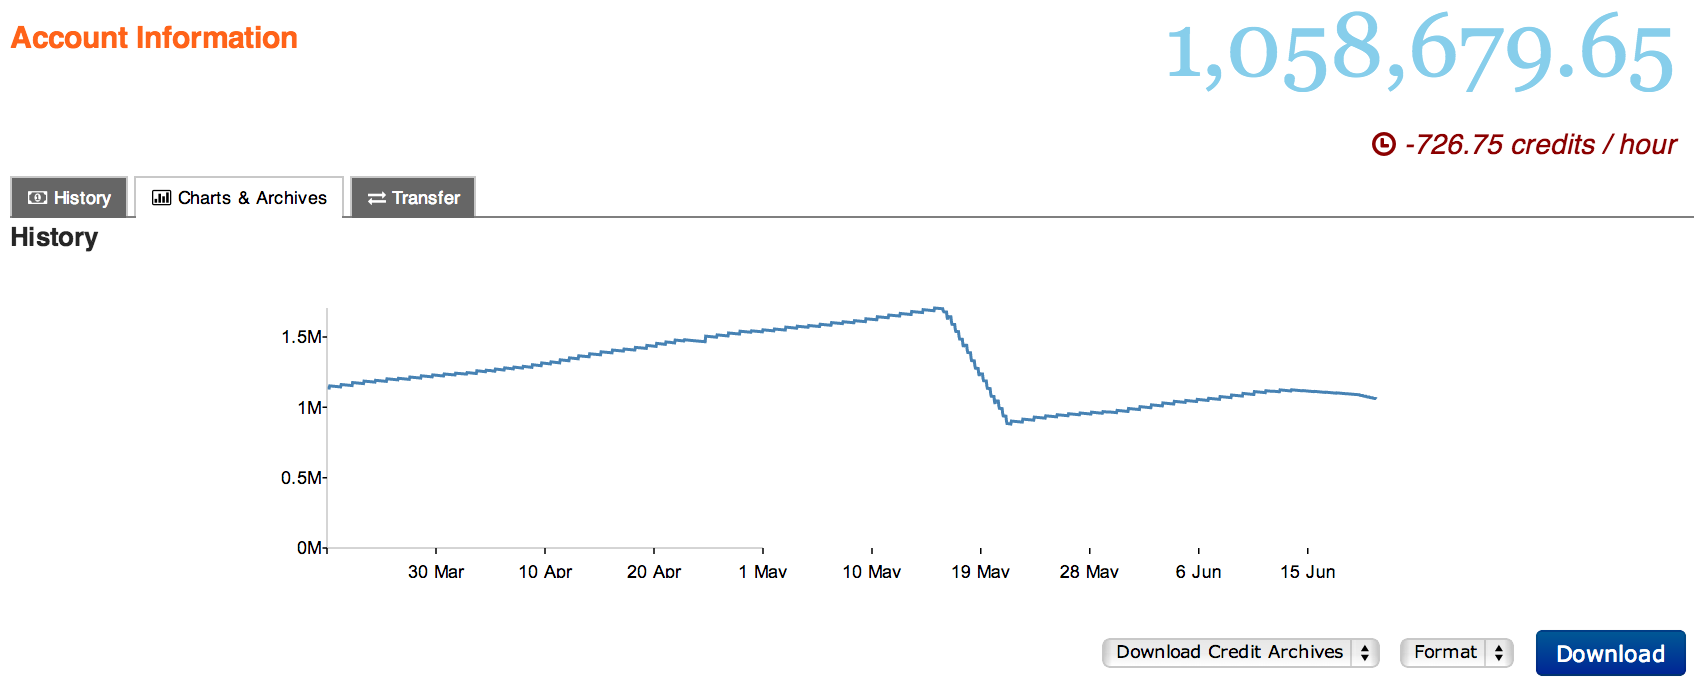 Account Information
1,058,679.65
-726.75 credits / hour
History
Charts & Archives
Transfer
History
1.5M
1M
0.5M
0M
30 Mar
10 Apr
20 Apr
1 May
10 May
19 May
28 May
6 Jun
15 Jun
Download Credit Archives
Format
Download